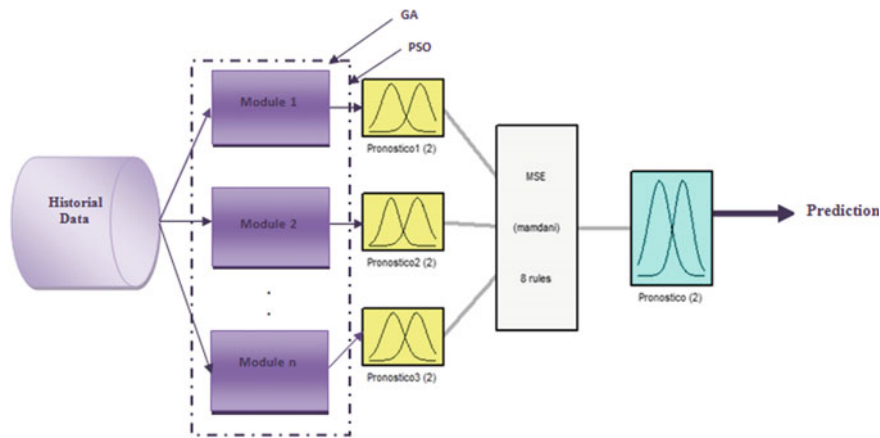 GA
PSO
Historial
Data
Module 1
Module 2
.
.
Module n
Pronostico1 (2)
Pronostico2 (2)
Pronostico3 (2)
MSE
(mamdani)
8 rules
Pronostico (2)
Prediction